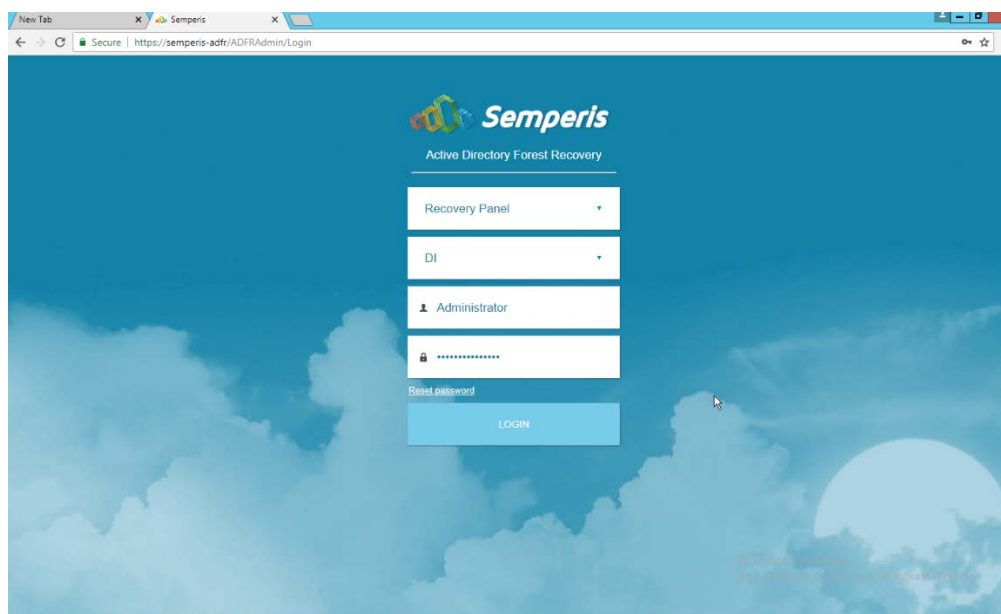 New Tab
Semperis
Secure
https://semperis-adfr/ADFRAdmin/Login
Semperis
Active Directory Forest Recovery
Recovery Panel
DI
Administrator
•••••••••••••••
Reset password
LOGIN